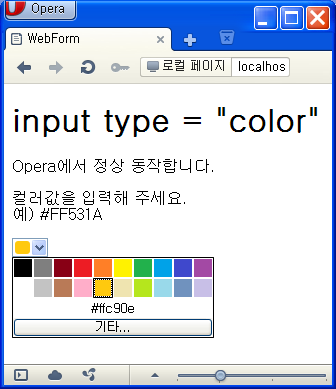 Opera
WebForm
로컬 페이지
localhos
input type = "color"
Opera에서 정상 동작합니다.
컬러값을 입력해 주세요.
예) #FF531A
#ffc90e
기타...